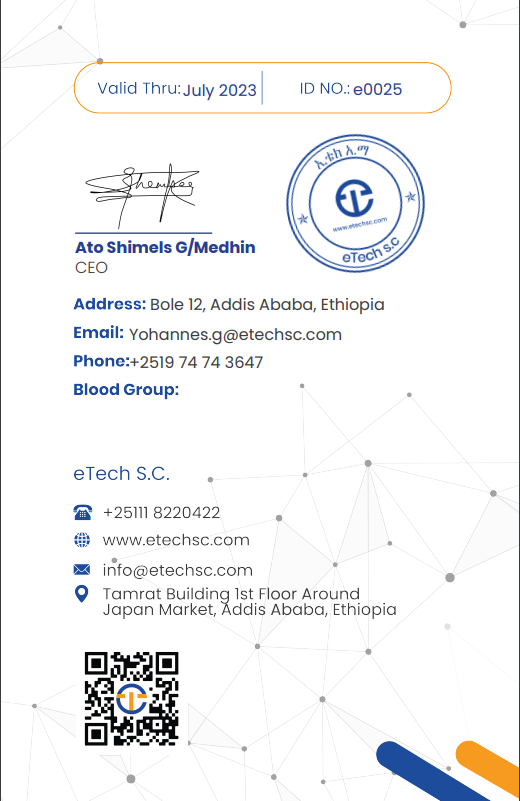 Valid Thru: July 2023 ID NO.: e0025
ኢ.ቴክ አ.ማ
www.etechsc.com
eTech s.c
Ato Shimels G/Medhin
CEO
Address: Bole 12, Addis Ababa, Ethiopia
Email: Yohannes.g@etechsc.com
Phone:+2519 74 74 3647
Blood Group:
eTech S.C.
+25111 8220422
www.etechsc.com
info@etechsc.com
Tamrat Building 1st Floor Around
Japan Market, Addis Ababa, Ethiopia